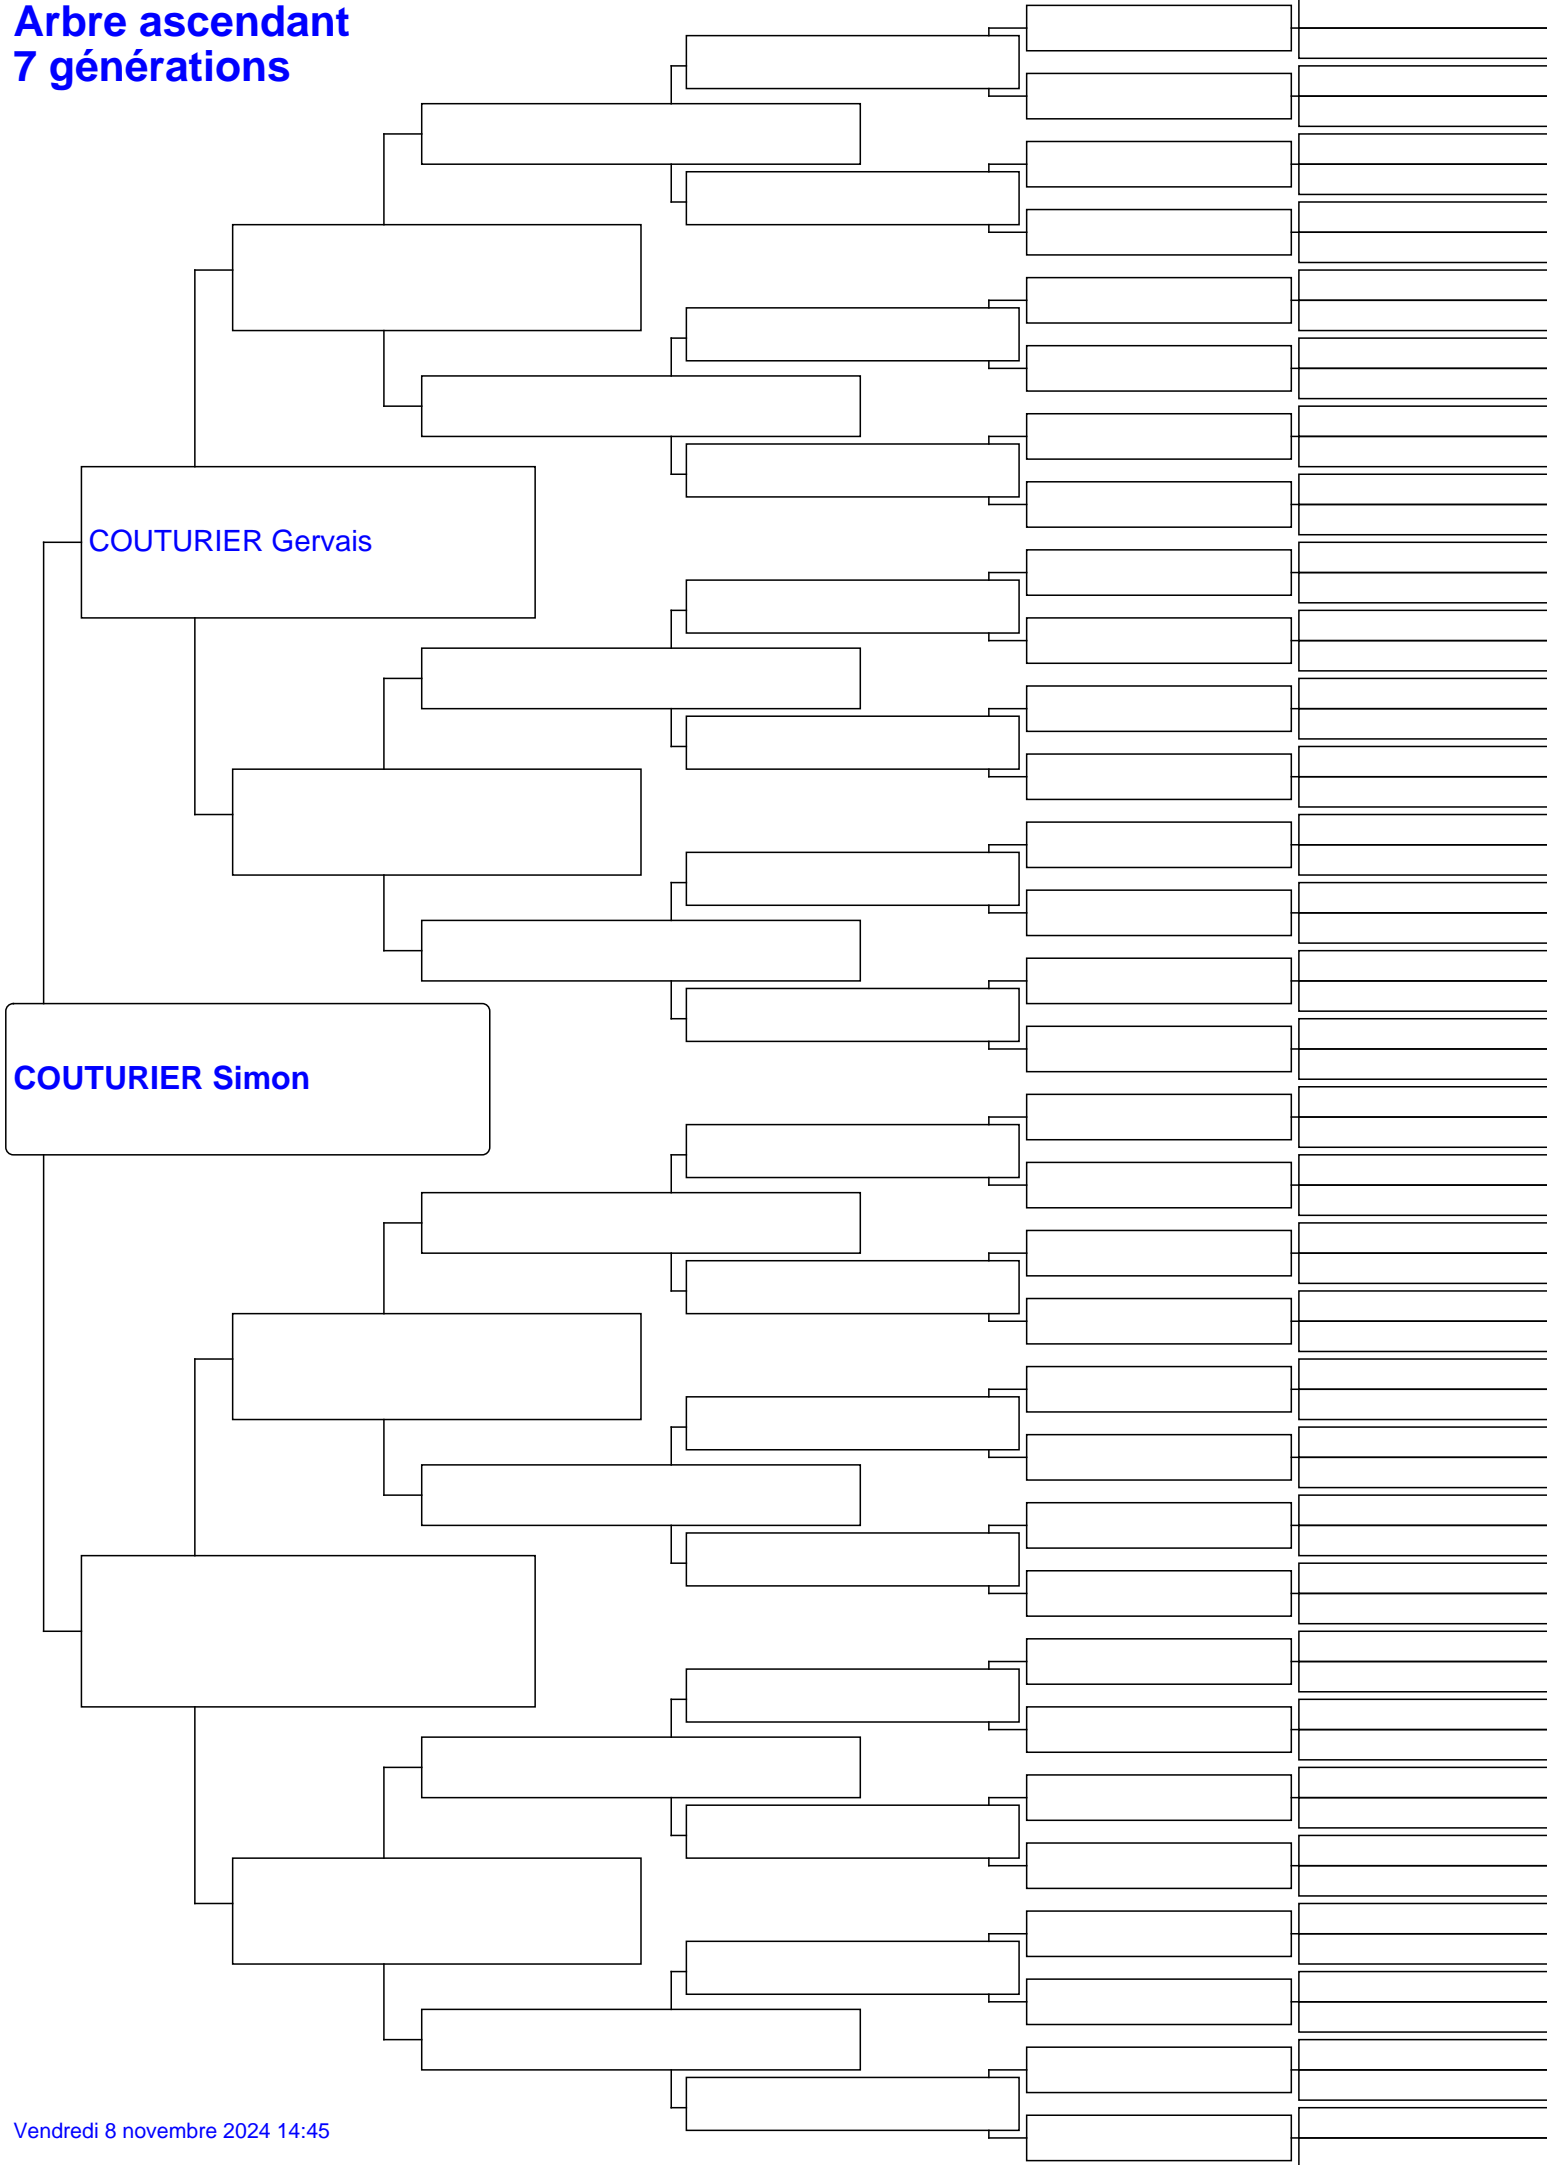 Arbre ascendant
7 générations
COUTURIER Gervais
COUTURIER Simon
Vendredi 8 novembre 2024 14:45